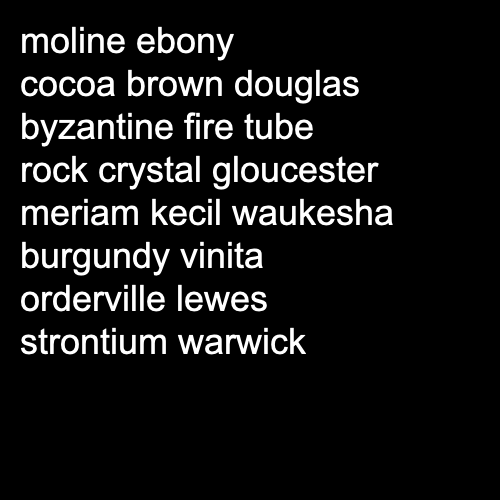 moline ebony
cocoa brown douglas
byzantine fire tube
rock crystal gloucester
meriam kecil waukesha
burgundy vinita
orderville lewes
strontium warwick